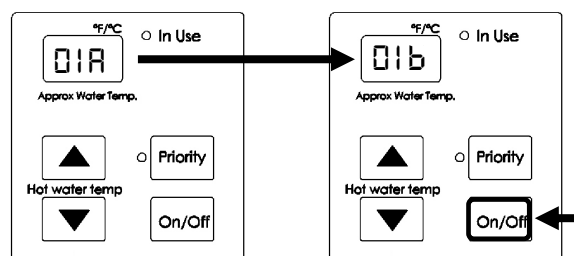 °F/°C
In Use
01A
Approx Water Temp.
Priority
Hot water temp
On/Off
°F/°C
In Use
01b
Approx Water Temp.
Priority
Hot water temp
On/Off